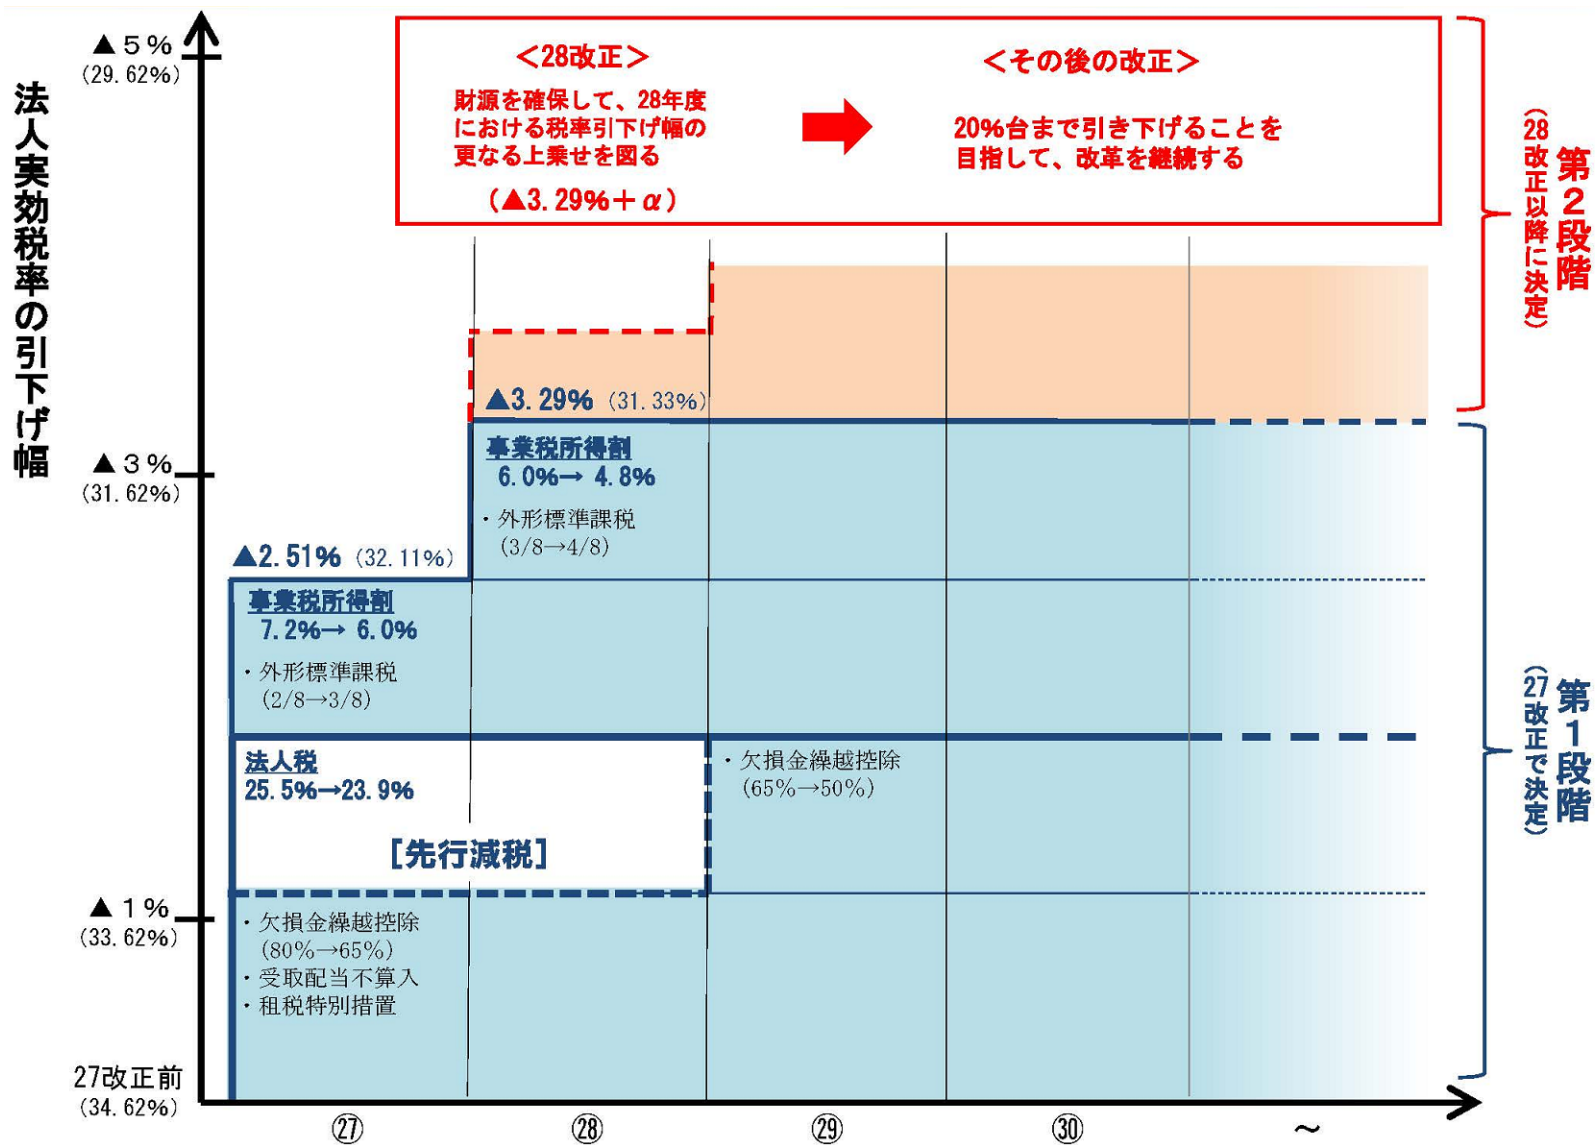 法人実効税率の引下げ幅
▲5%
(29.62%)
▲3%
(31.62%)
▲1%
(33.62%)
27改正前
(34.62%)
＜28改正＞
財源を確保して、28年度
における税率引下げ幅の
更なる上乗せを図る
(▲3.29%＋α)
＜その後の改正＞
20%台まで引き下げることを
目指して、改革を継続する
第2段階
(28改正以降に決定)
▲3.29% (31.33%)
事業税所得割
6.0%→ 4.8%
・外形標準課税
(3/8→4/8)
▲2.51% (32.11%)
事業税所得割
7.2%→ 6.0%
・外形標準課税
(2/8→3/8)
法人税
25.5%→23.9%
[先行減税]
・欠損金繰越控除
(65%→50%)
・欠損金繰越控除
(80%→65%)
・受取配当不算入
・租税特別措置
第1段階
(27改正で決定)
㉗ ㉘ ㉙ ㉚ ～